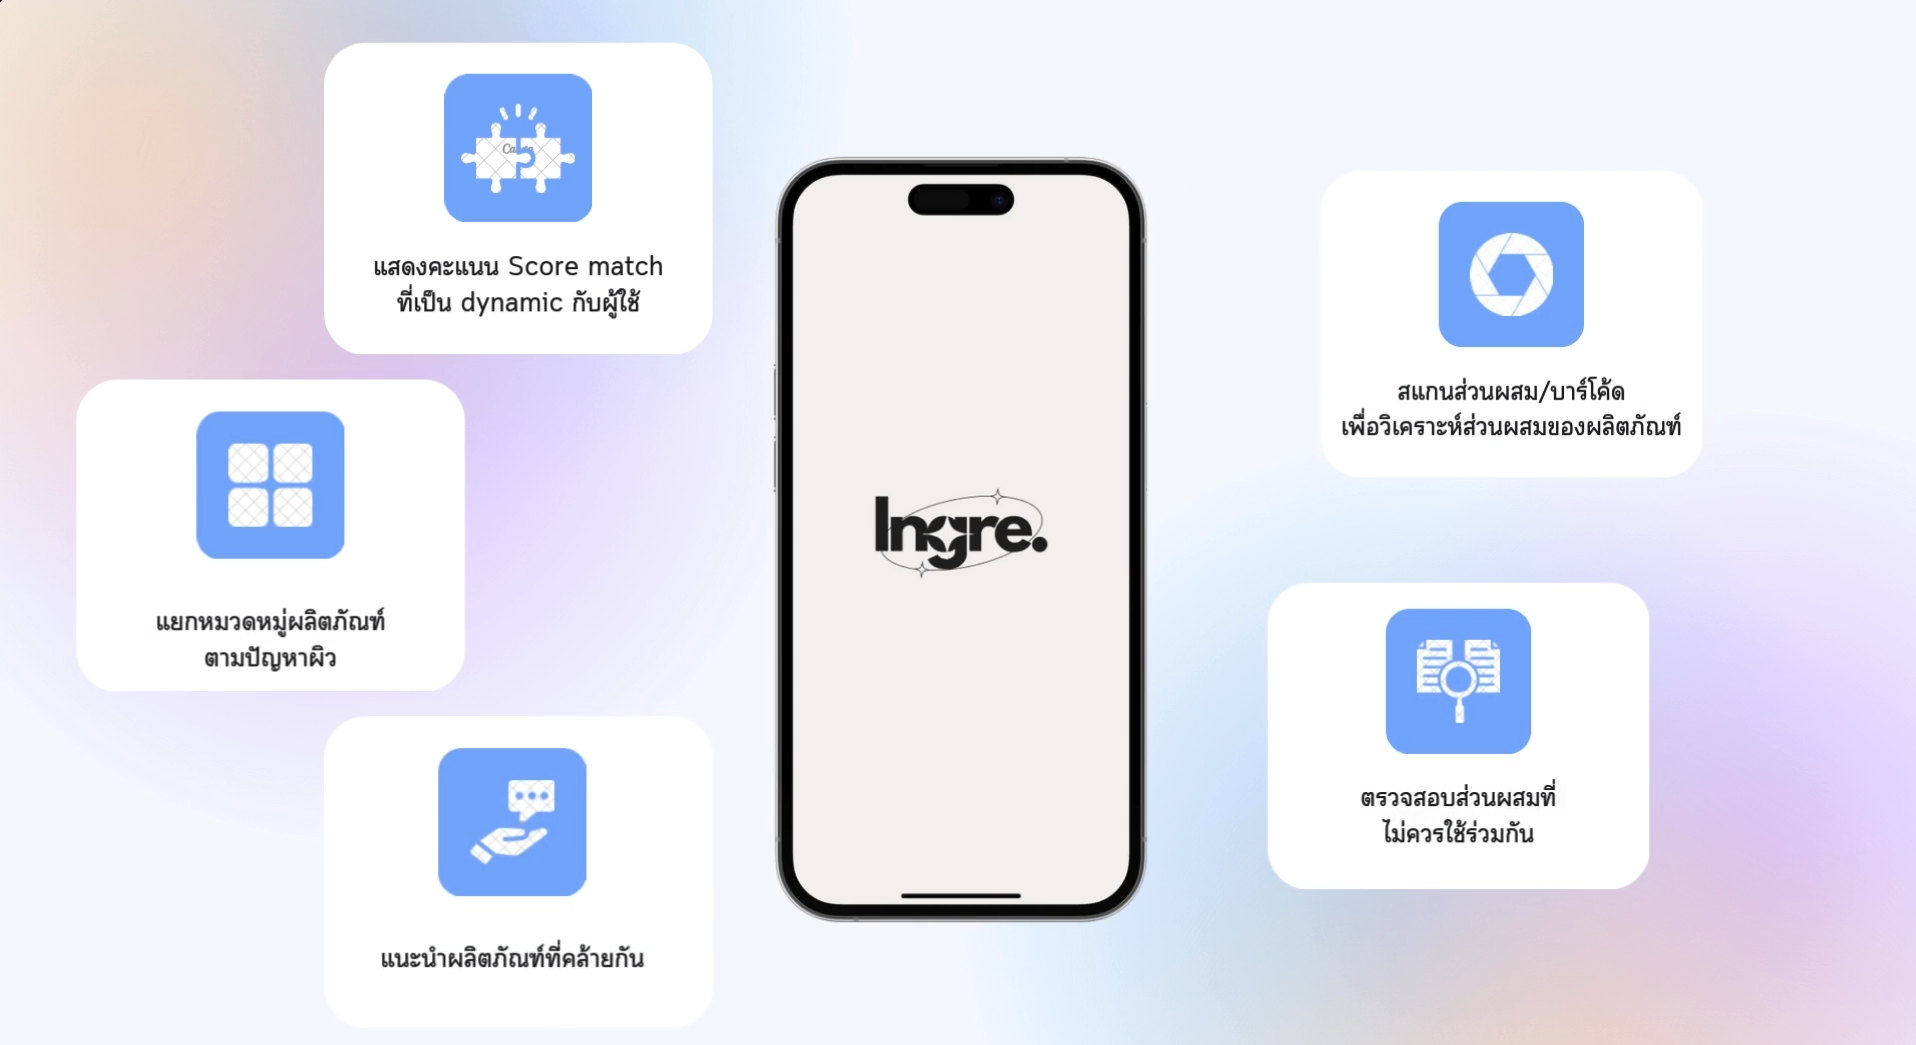 แสดงคะแนน Score match
ที่เป็น dynamic กับผู้ใช้
แยกหมวดหมู่ผลิตภัณฑ์
ตามปัญหาผิว
แนะนำผลิตภัณฑ์ที่คล้ายกัน
Ingre.
สแกนส่วนผสม/บาร์โค้ด
เพื่อวิเคราะห์ส่วนผสมของผลิตภัณฑ์
ตรวจสอบส่วนผสมที่
ไม่ควรใช้ร่วมกัน